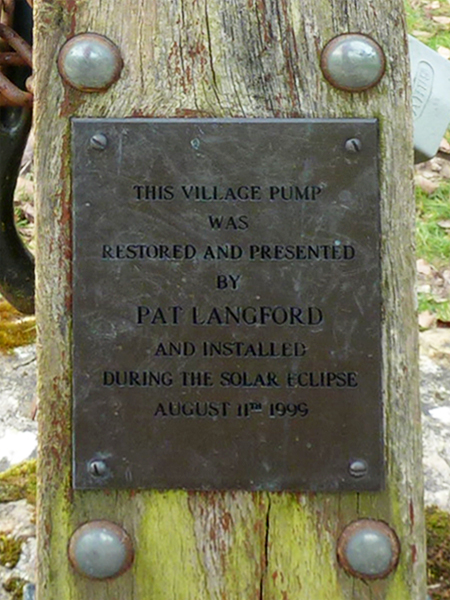 THIS VILLAGE PUMP
WAS
RESTORED AND PRESENTED
BY
PAT LANGFORD
AND INSTALLED
DURING THE SOLAR ECLIPSE
AUGUST 11TH 1999